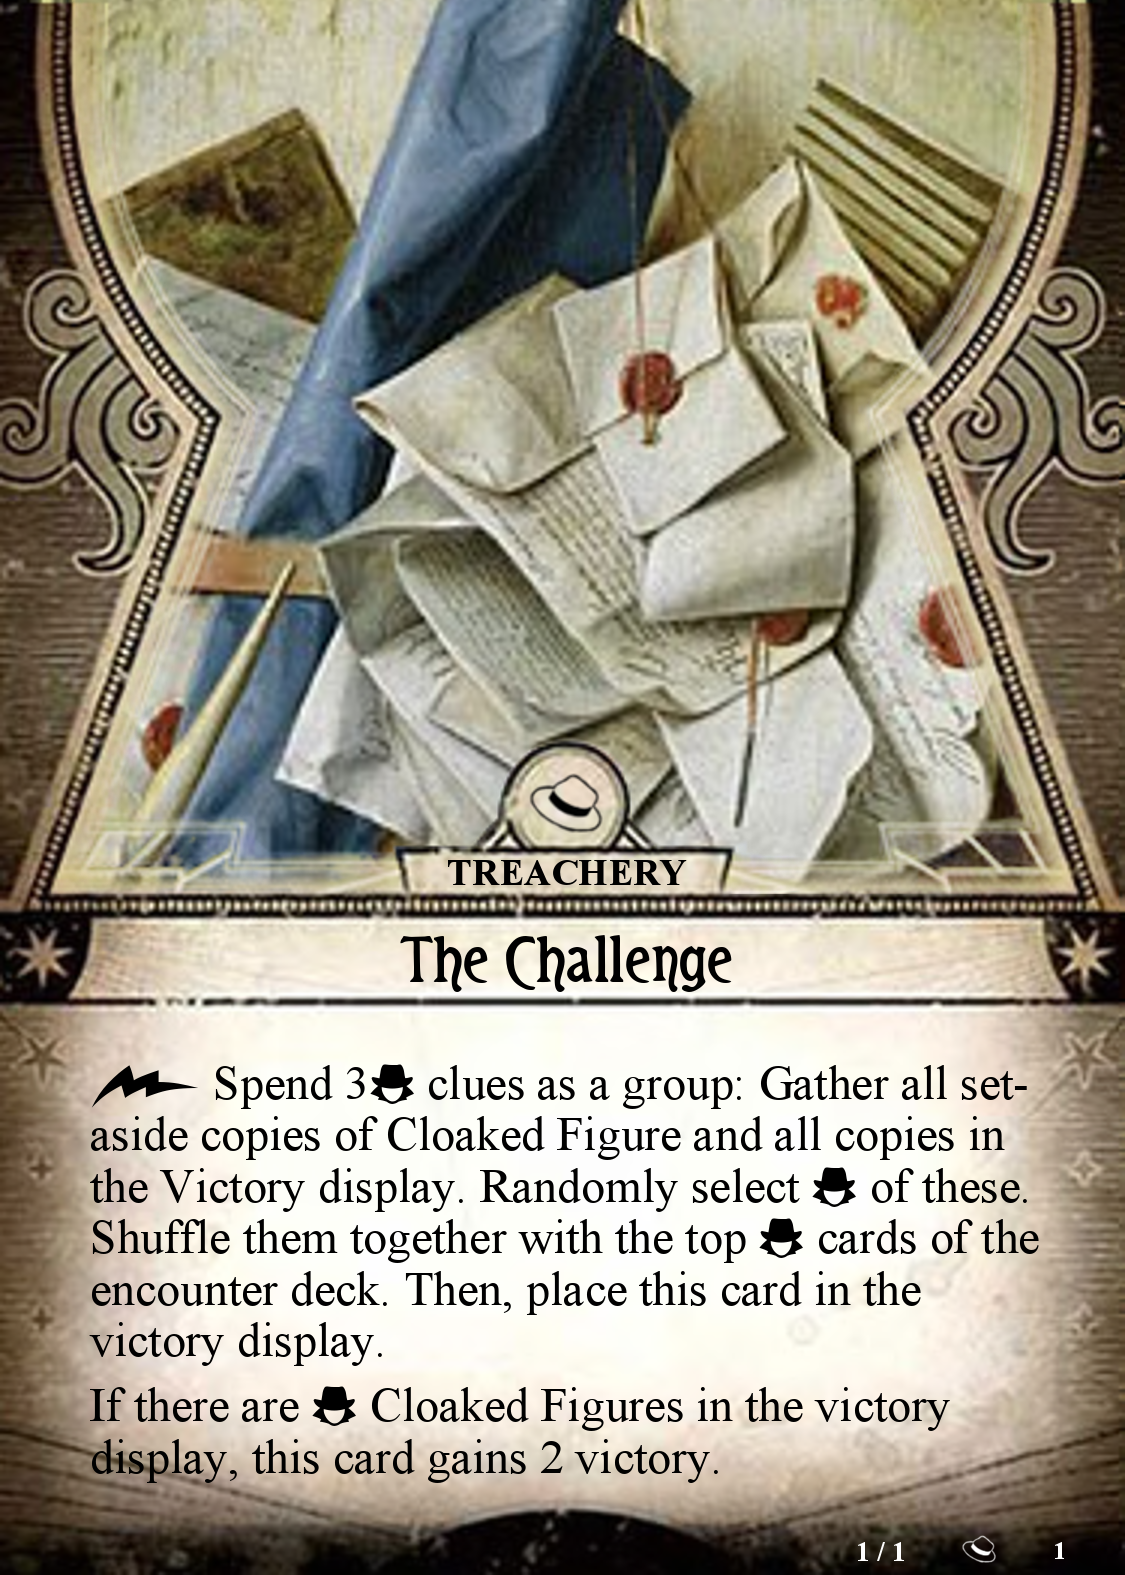 TREACHERY
The Challenge
Spend 3 clues as a group: Gather all set-
aside copies of Cloaked Figure and all copies in
the Victory display. Randomly select of these.
Shuffle them together with the top cards of the
encounter deck. Then, place this card in the
victory display.
If there are Cloaked Figures in the victory
display, this card gains 2 victory.
1 / 1 1